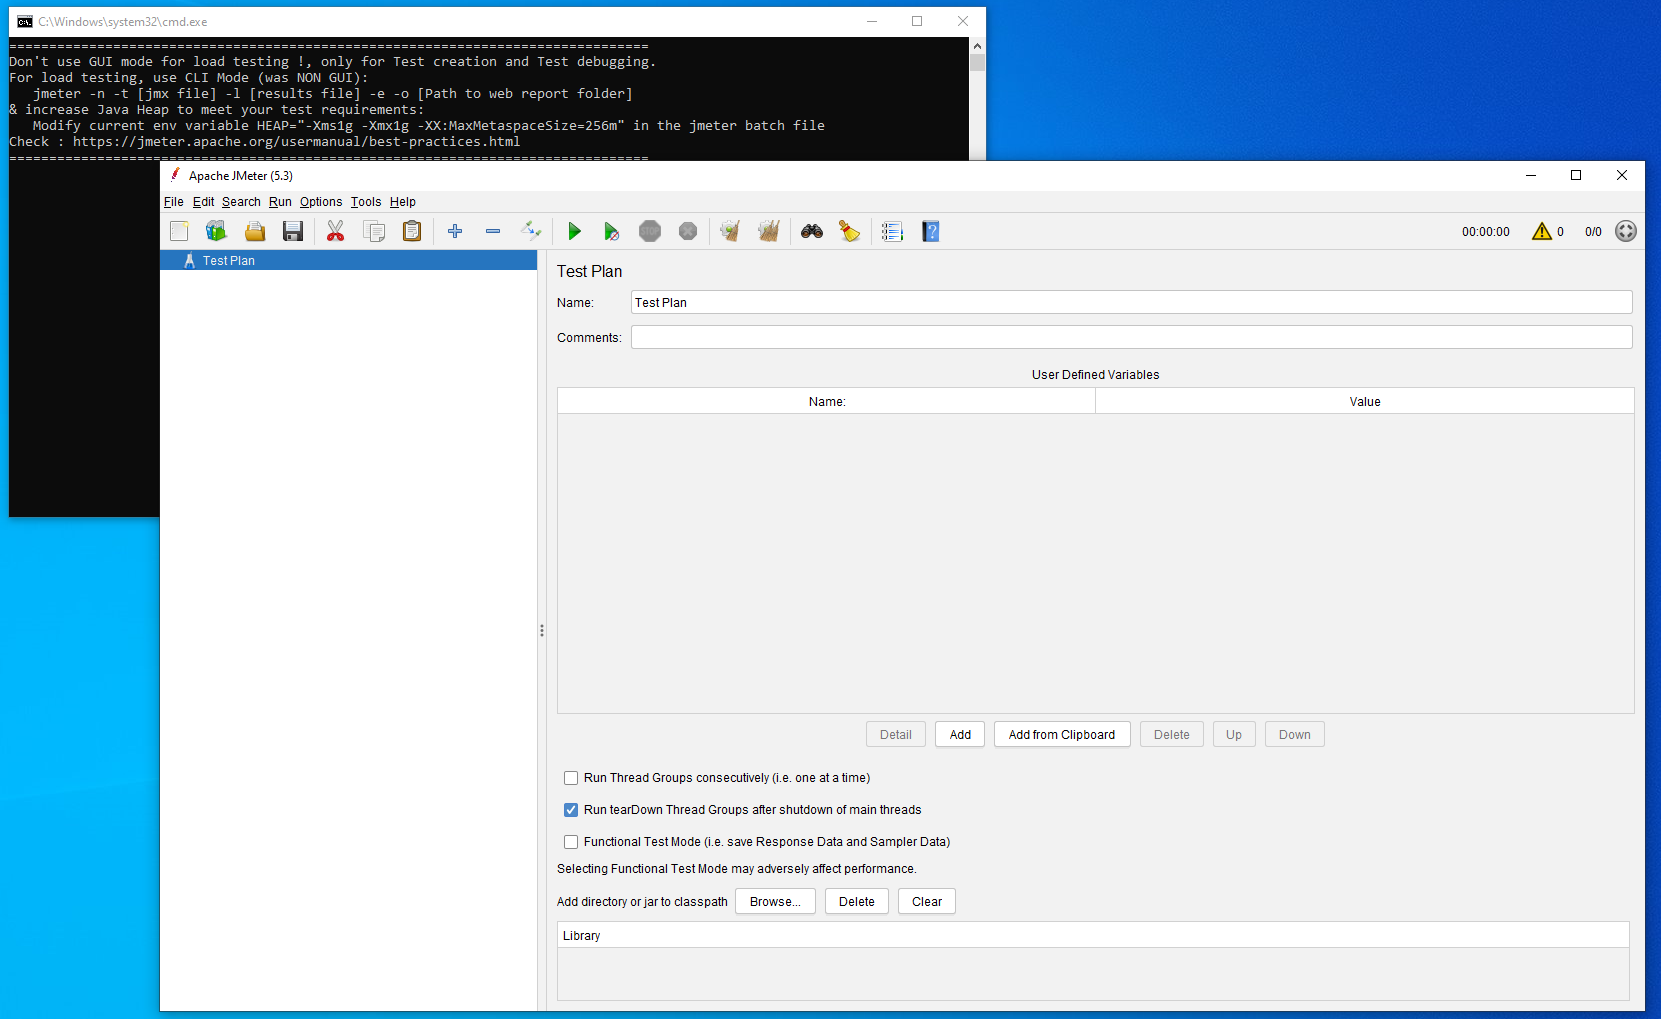 C:\Windows\system32\cmd.exe
================================================================================
Don't use GUI mode for load testing !, only for Test creation and Test debugging.
For load testing, use CLI Mode (was NON GUI):
   jmeter -n -t [jmx file] -l [results file] -e -o [Path to web report folder]
& increase Java Heap to meet your test requirements:
   Modify current env variable HEAP="-Xms1g -Xmx1g -XX:MaxMetaspaceSize=256m" in the jmeter batch file
Check : https://jmeter.apache.org/usermanual/best-practices.html
================================================================================
Apache JMeter (5.3)
File Edit Search Run Options Tools Help
STOP 00:00:00 0 0/0
Test Plan
Test Plan
Name: Test Plan
Comments:
User Defined Variables
Name: Value
Detail Add Add from Clipboard Delete Up Down
Run Thread Groups consecutively (i.e. one at a time)
Run tearDown Thread Groups after shutdown of main threads
Functional Test Mode (i.e. save Response Data and Sampler Data)
Selecting Functional Test Mode may adversely affect performance.
Add directory or jar to classpath Browse... Delete Clear
Library